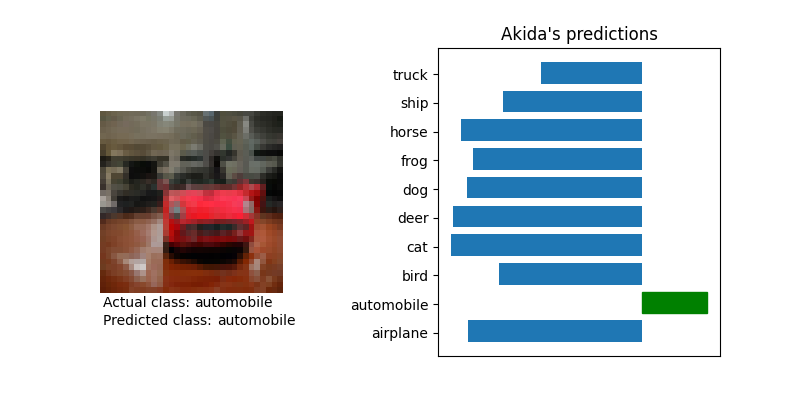 Akida's predictions
truck
ship
horse
frog
dog
deer
cat
bird
automobile
airplane
Actual class: automobile
Predicted class: automobile